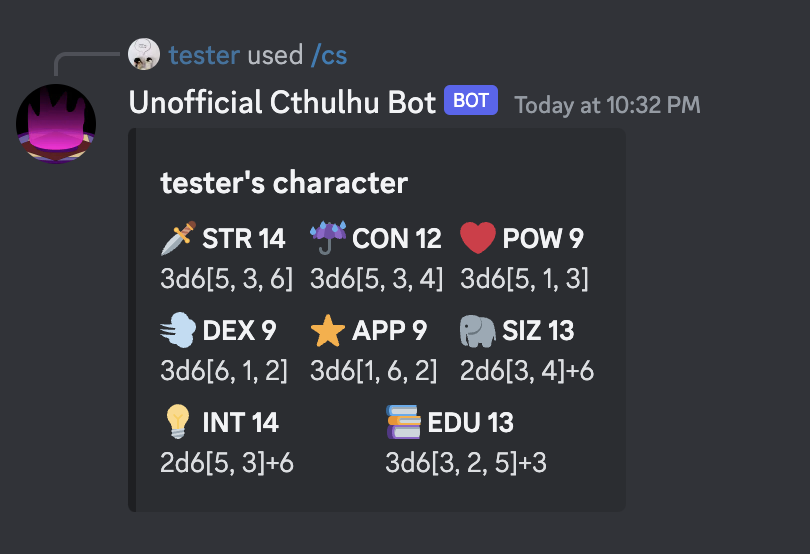 tester used /cs
Unofficial Cthulhu Bot BOT Today at 10:32 PM
tester's character
STR 14 CON 12 POW 9
3d6[5, 3, 6] 3d6[5, 3, 4] 3d6[5, 1, 3]
DEX 9 APP 9 SIZ 13
3d6[6, 1, 2] 3d6[1, 6, 2] 2d6[3, 4]+6
INT 14 EDU 13
2d6[5, 3]+6 3d6[3, 2, 5]+3